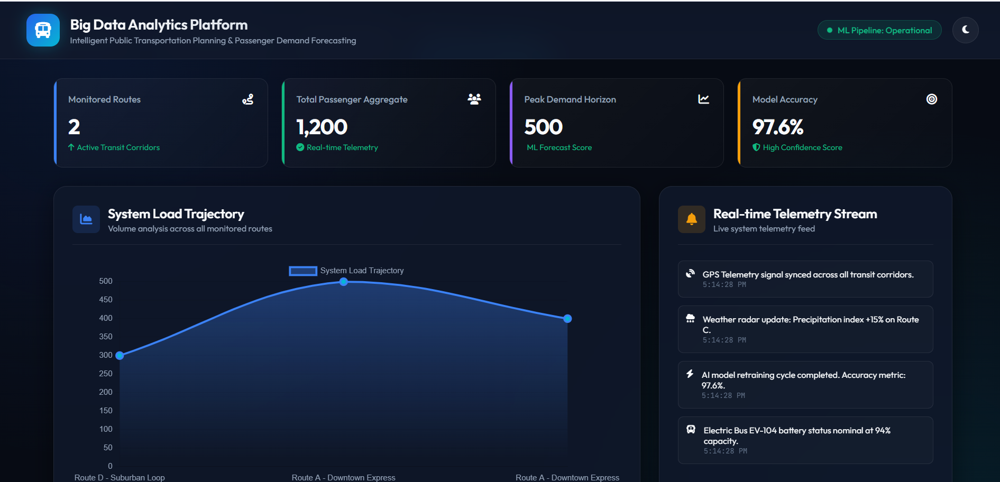 Big Data Analytics Platform
Intelligent Public Transportation Planning & Passenger Demand Forecasting
ML Pipeline: Operational
Monitored Routes
2
Active Transit Corridors
Total Passenger Aggregate
1,200
Real-time Telemetry
Peak Demand Horizon
500
ML Forecast Score
Model Accuracy
97.6%
High Confidence Score
System Load Trajectory
Volume analysis across all monitored routes
System Load Trajectory
500
450
400
350
300
250
200
150
100
50
0
Route D - Suburban Loop
Route A - Downtown Express
Route A - Downtown Express
Real-time Telemetry Stream
Live system telemetry feed
GPS Telemetry signal synced across all transit corridors.
5:14:28 PM
Weather radar update: Precipitation index +15% on Route
C.
5:14:28 PM
AI model retraining cycle completed. Accuracy metric:
97.6%.
5:14:28 PM
Electric Bus EV-104 battery status nominal at 94%
capacity.
5:14:28 PM